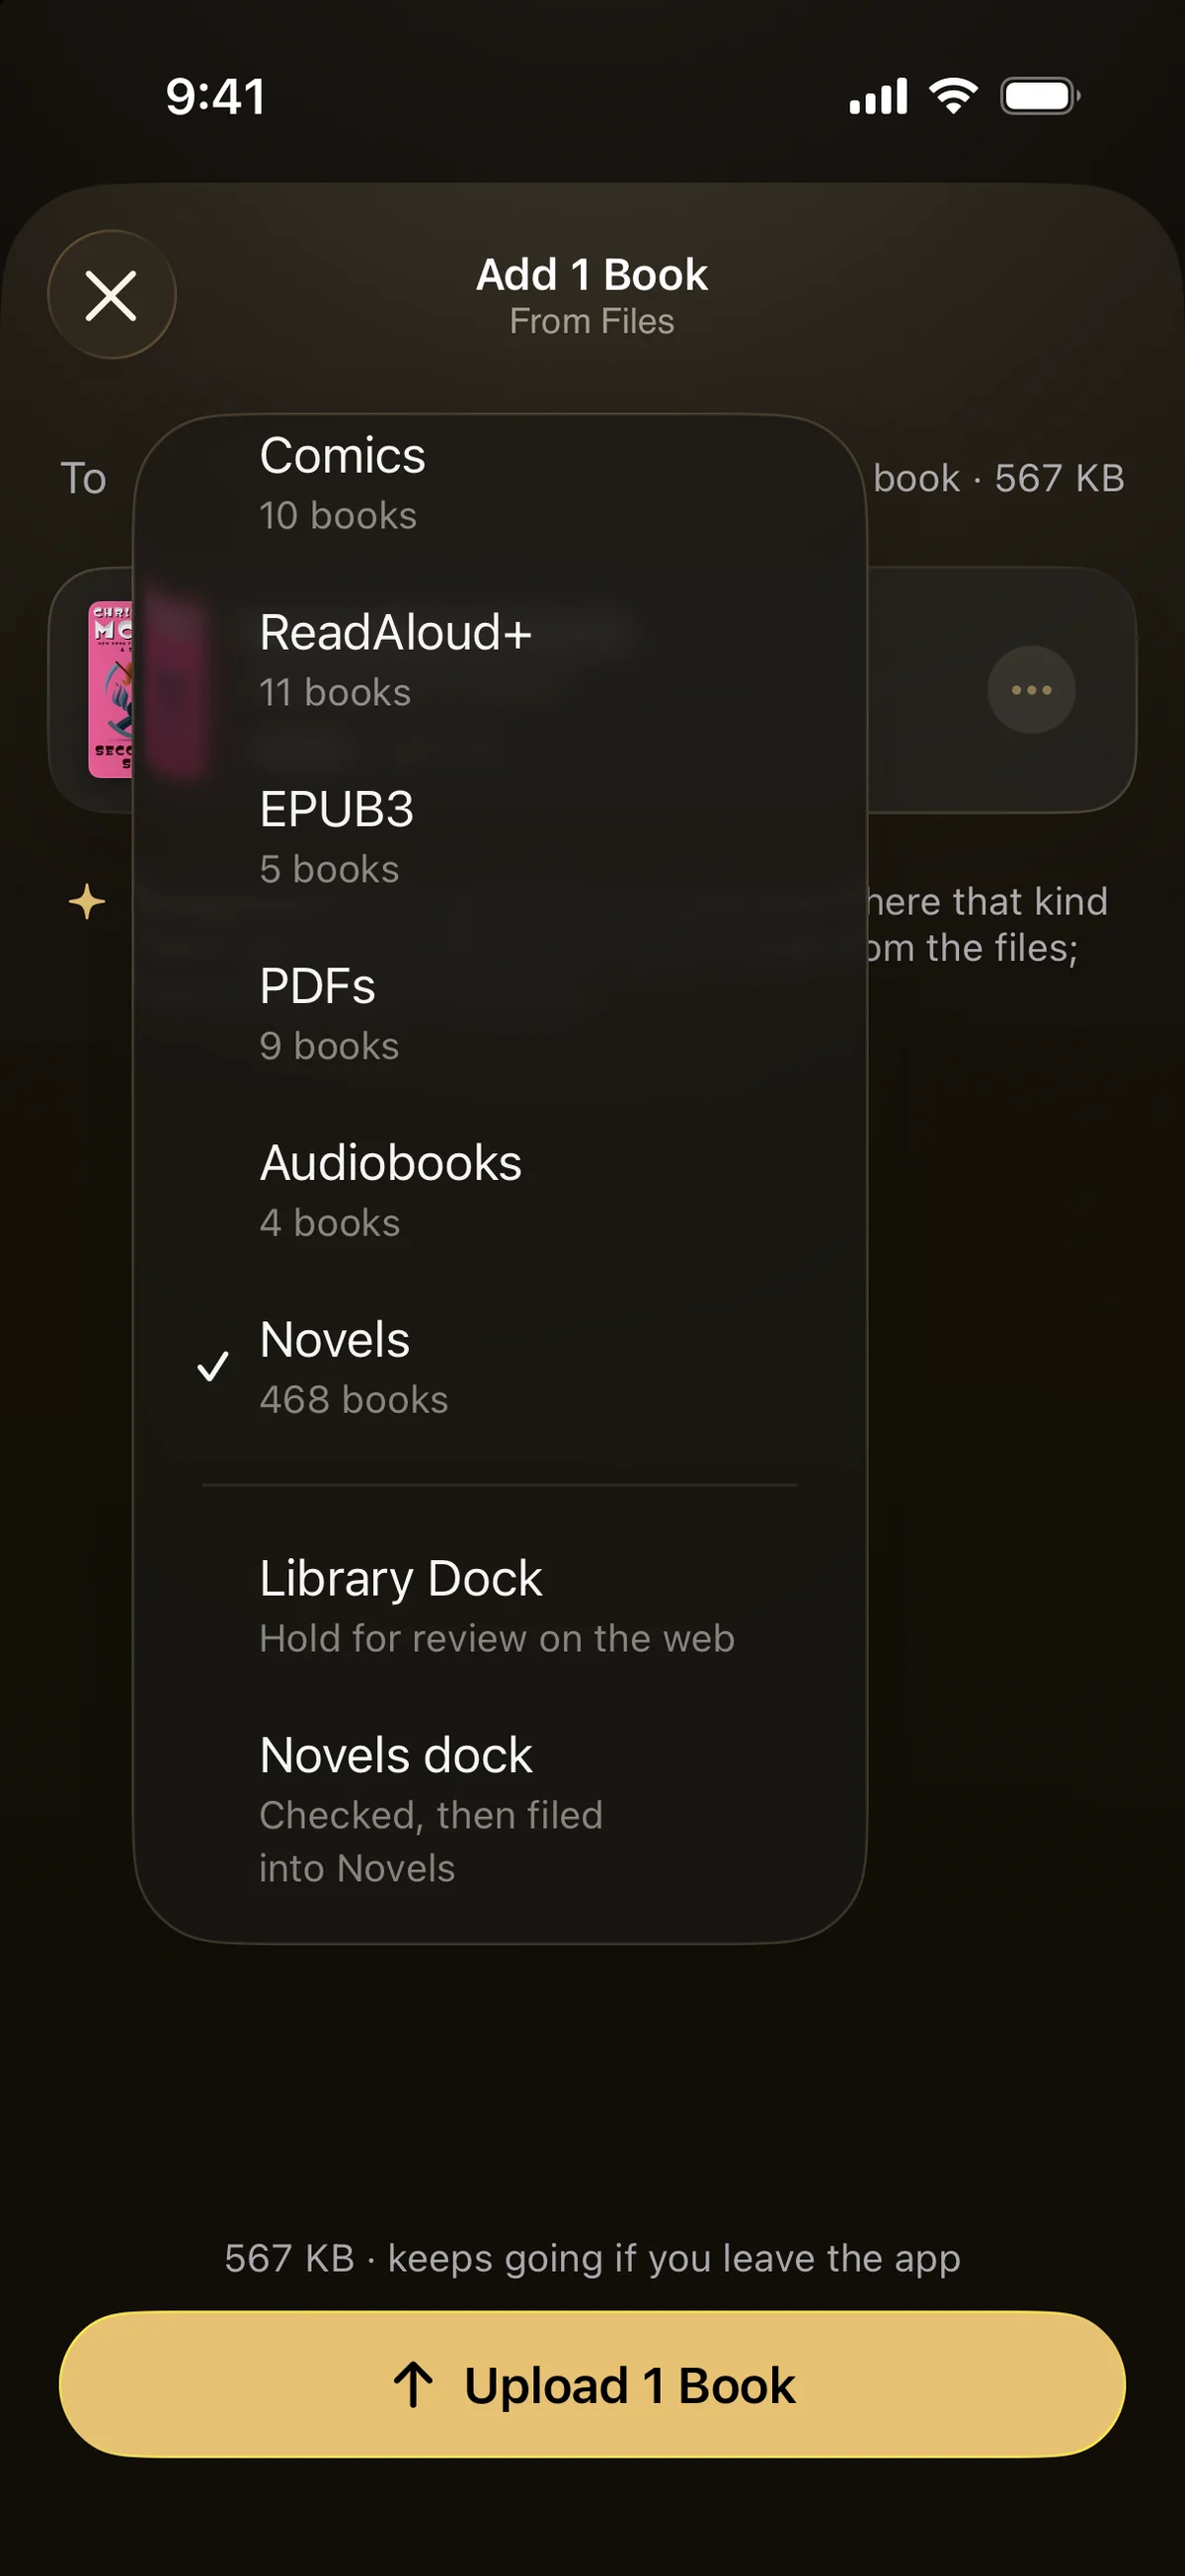 9:41
Add 1 Book
From Files
To
book · 567 KB
Comics
10 books
ReadAloud+
11 books
EPUB3
5 books
PDFs
9 books
here that kind
om the files;
Audiobooks
4 books
Novels
468 books
Library Dock
Hold for review on the web
Novels dock
Checked, then filed
into Novels
567 KB · keeps going if you leave the app
Upload 1 Book